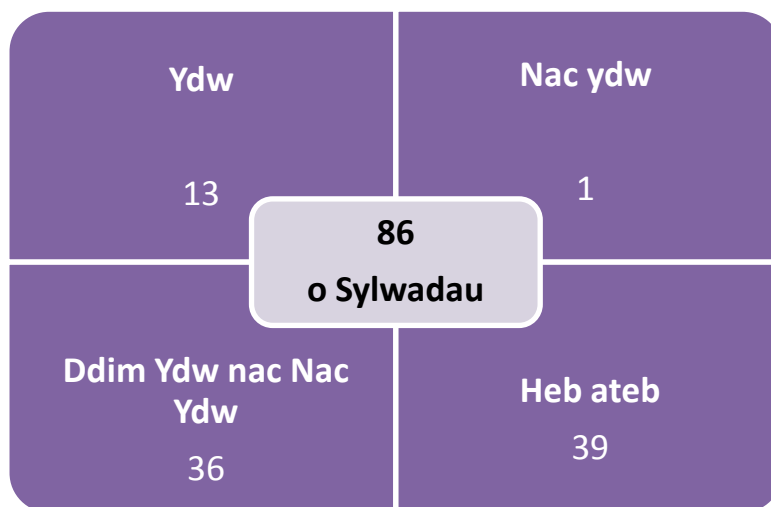 Ydw
13
Nac ydw
1
86
o Sylwadau
Ddim Ydw nac Nac
Ydw
36
Heb ateb
39